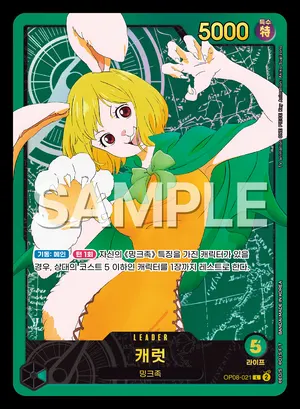 5000
특수
特
SAMPLE
기동: 메인 턴 1회 자신의 《밍크족》 특징을 가진 캐릭터가 있을
경우, 상대의 코스트 5 이하인 캐릭터를 1장까지 레스트로 한다.
LEADER
캐럿
밍크족
5
라이프
OP08-021 L 2